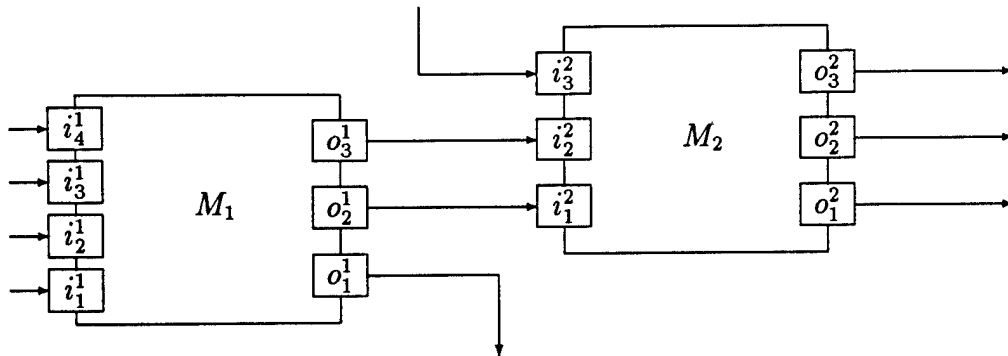 i_3^2
o_3^2
i_4^1
o_3^1
i_2^2
M_2
o_2^2
i_3^1
M_1
o_2^1
i_1^2
o_1^2
i_2^1
i_1^1
o_1^1